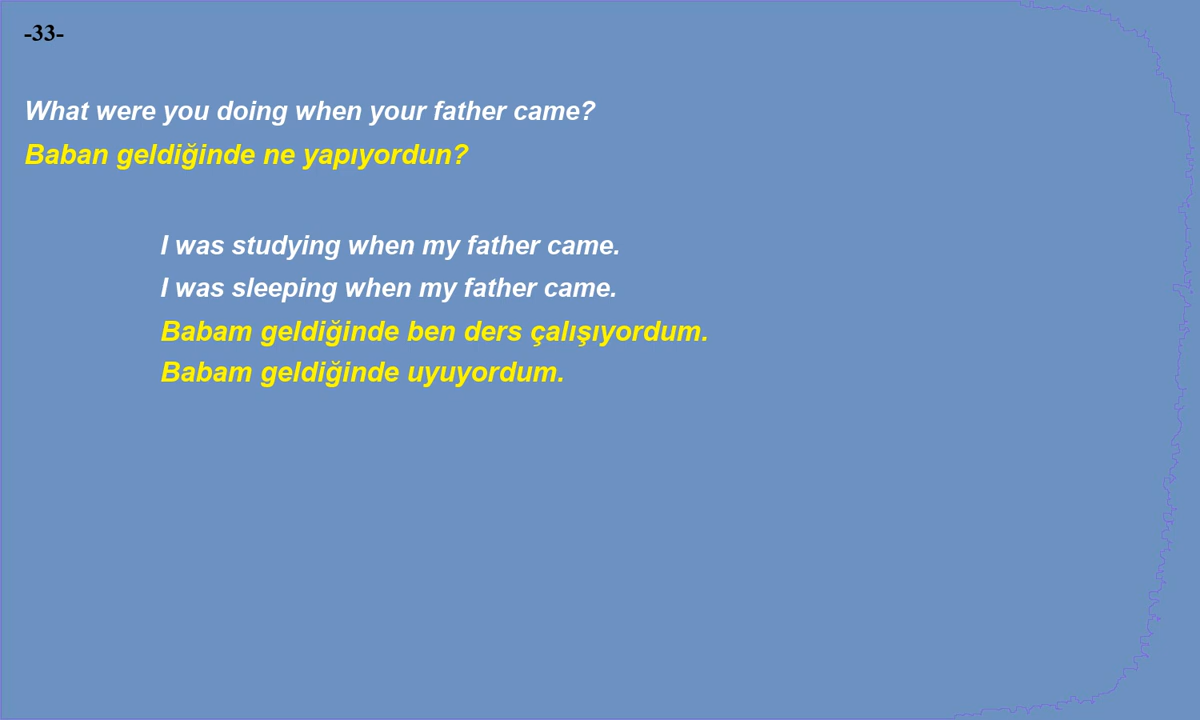 -33-
What were you doing when your father came?
Baban geldiğinde ne yapıyordun?
I was studying when my father came.
I was sleeping when my father came.
Babam geldiğinde ben ders çalışıyordum.
Babam geldiğinde uyuyordum.